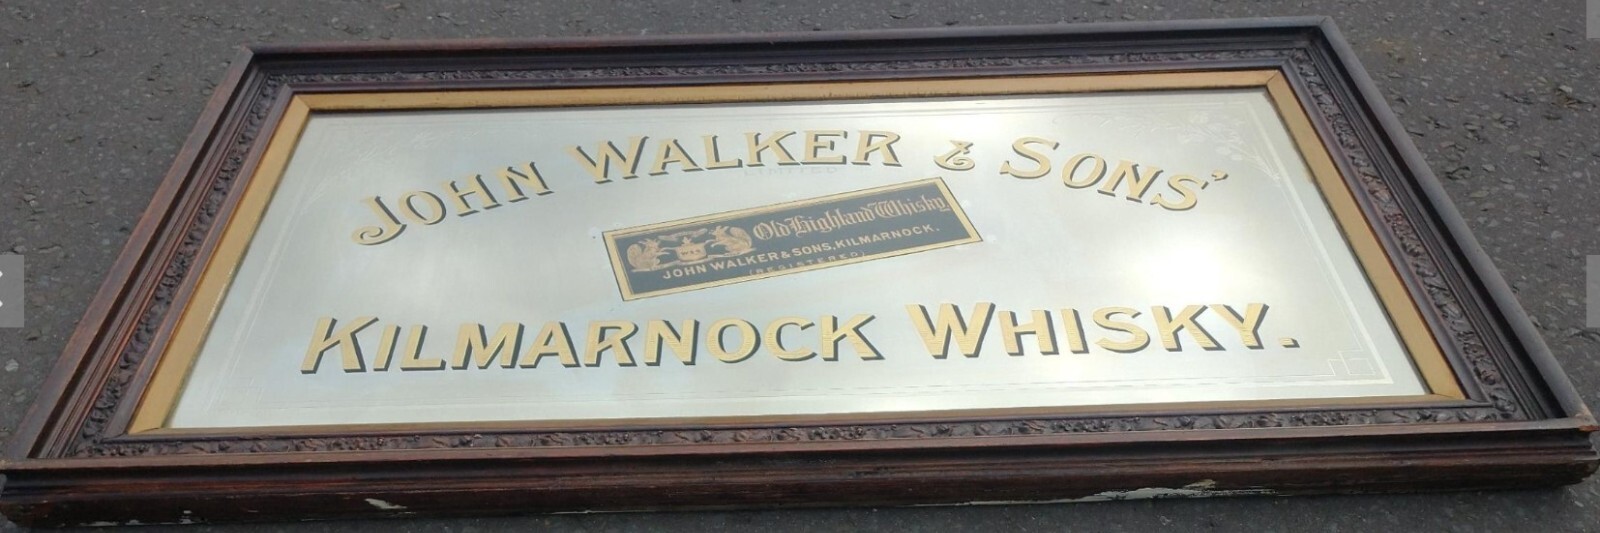 JOHN WALKER & SONS'
LIMITED
Old Highland Whisky
JOHN WALKER & SONS, KILMARNOCK.
(REGISTERED)
KILMARNOCK WHISKY.